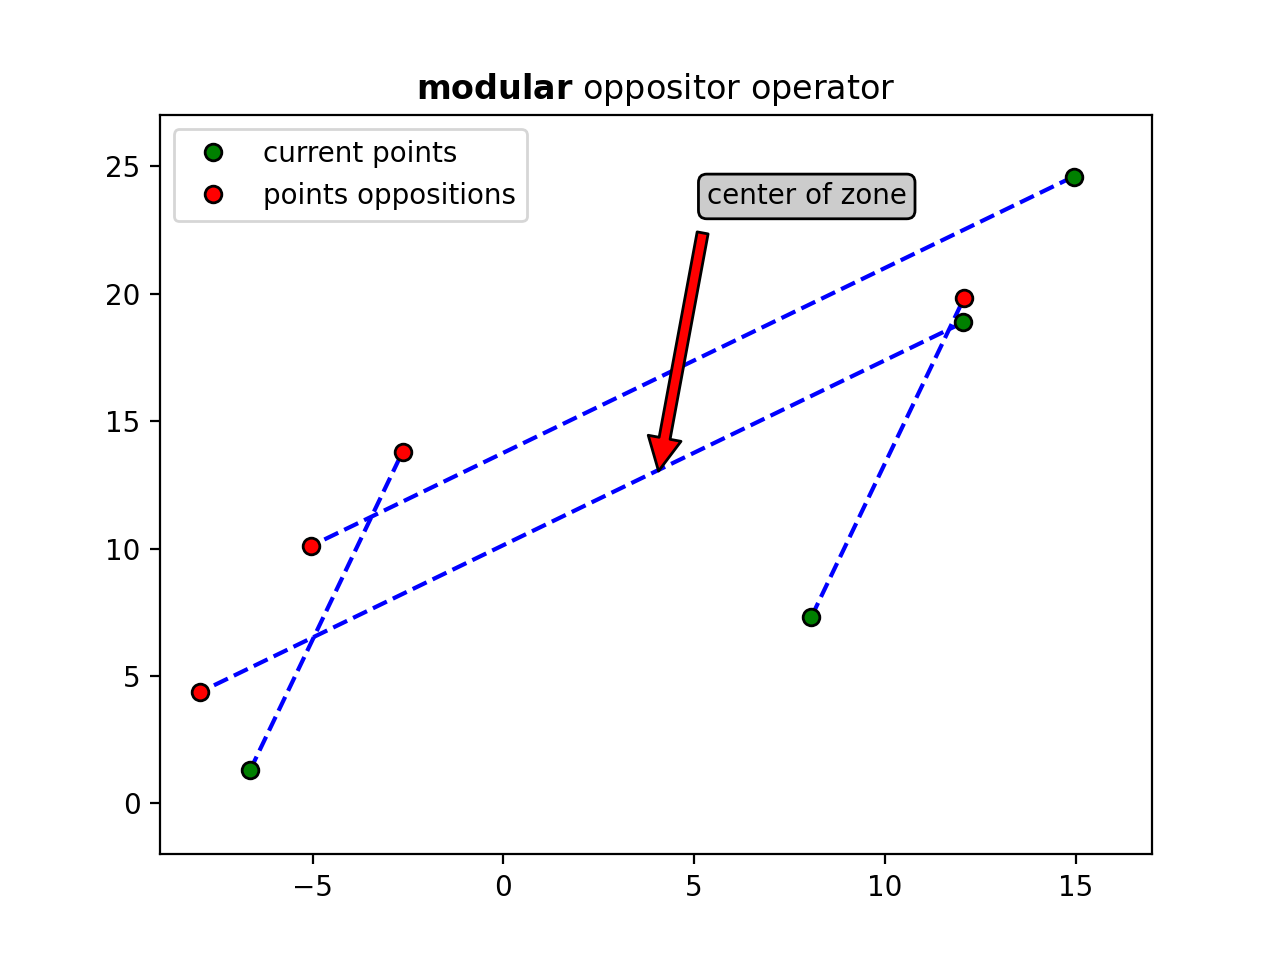 modular oppositor operator
current points
points oppositions
center of zone
25
20
15
10
5
0
−5 0 5 10 15